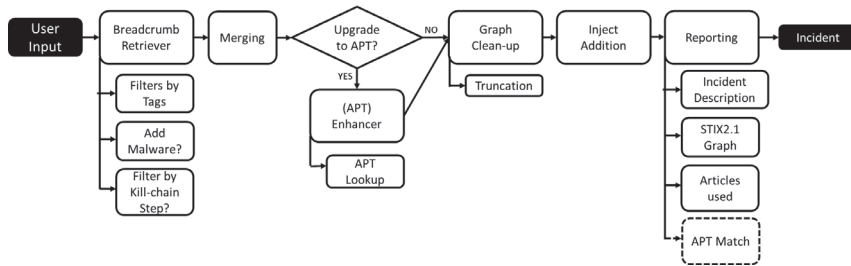 User
Input
Breadcrumb
Retriever
Merging
Upgrade
to APT?
NO
YES
Graph
Clean-up
Inject
Addition
Reporting
Incident
Filters by
Tags
Add
Malware?
Filter by
Kill-chain
Step?
(APT)
Enhancer
APT
Lookup
Truncation
Incident
Description
STIX2.1
Graph
Articles
used
APT Match